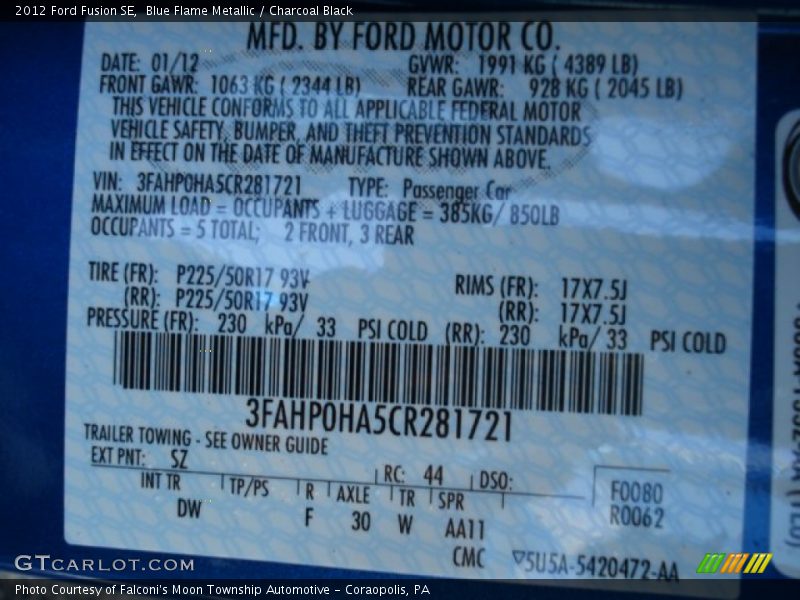 2012 Ford Fusion SE, Blue Flame Metallic / Charcoal Black
MFD. BY FORD MOTOR CO.
DATE: 01/12 GVWR: 1991 KG ( 4389 LB)
FRONT GAWR: 1063 KG ( 2344 LB) REAR GAWR: 928 KG ( 2045 LB)
THIS VEHICLE CONFORMS TO ALL APPLICABLE FEDERAL MOTOR
VEHICLE SAFETY, BUMPER, AND THEFT PREVENTION STANDARDS
IN EFFECT ON THE DATE OF MANUFACTURE SHOWN ABOVE.
VIN: 3FAHP0HA5CR281721 TYPE: Passenger Car
MAXIMUM LOAD = OCCUPANTS + LUGGAGE = 385KG/ 850LB
OCCUPANTS = 5 TOTAL; 2 FRONT, 3 REAR
TIRE (FR): P225/50R17 93V RIMS (FR): 17X7.5J
(RR): P225/50R17 93V (RR): 17X7.5J
PRESSURE (FR): 230 kPa/ 33 PSI COLD (RR): 230 kPa/ 33 PSI COLD
3FAHP0HA5CR281721
TRAILER TOWING - SEE OWNER GUIDE
EXT PNT: SZ RC: 44 DSO:
INT TR TP/PS R AXLE TR SPR F0080
DW F 30 W AA11 R0062
CMC ▽5U5A-5420472-AA
GTCARLOT.COM
Photo Courtesy of Falconi's Moon Township Automotive - Coraopolis, PA